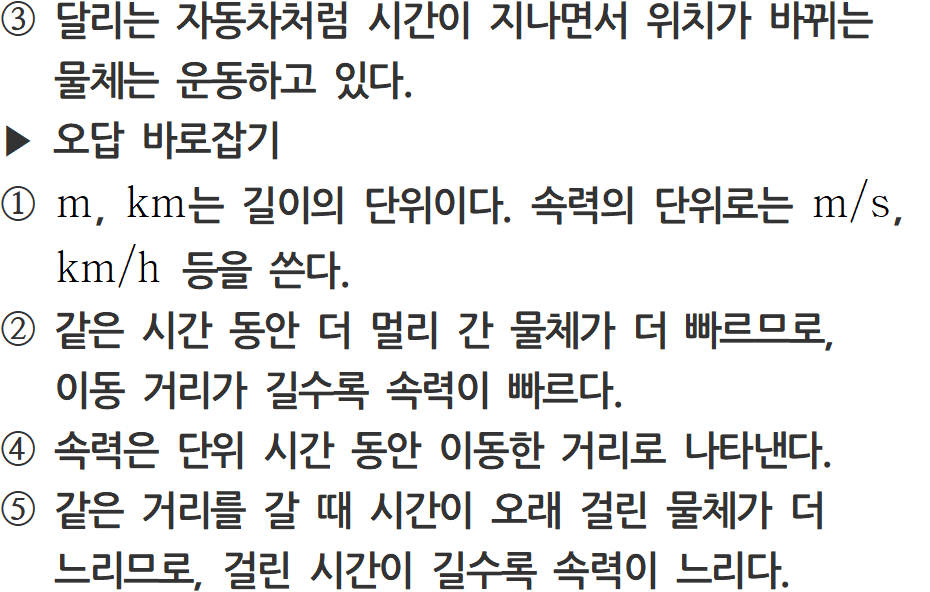 ③ 달리는 자동차처럼 시간이 지나면서 위치가 바뀌는
물체는 운동하고 있다.
▶ 오답 바로잡기
① m, km는 길이의 단위이다. 속력의 단위로는 m/s,
km/h 등을 쓴다.
② 같은 시간 동안 더 멀리 간 물체가 더 빠르므로,
이동 거리가 길수록 속력이 빠르다.
④ 속력은 단위 시간 동안 이동한 거리로 나타낸다.
⑤ 같은 거리를 갈 때 시간이 오래 걸린 물체가 더
느리므로, 걸린 시간이 길수록 속력이 느리다.